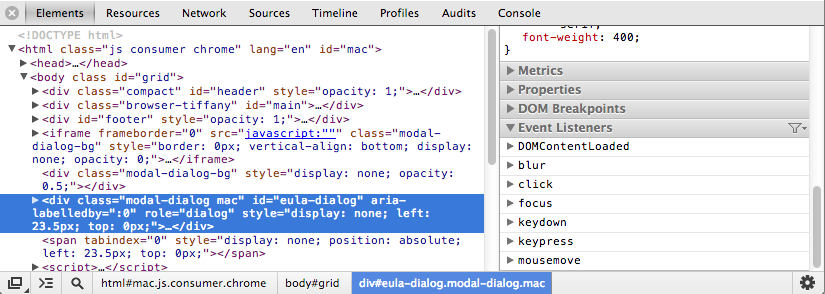 Elements Resources Network Sources Timeline Profiles Audits Console
<!DOCTYPE html>
<html class="js consumer chrome" lang="en" id="mac">
<head>…</head>
<body class id="grid">
<div class="compact" id="header" style="opacity: 1;">…</div>
<div class="browser-tiffany" id="main">…</div>
<div id="footer" style="opacity: 1;">…</div>
<iframe frameborder="0" src="javascript:""" class="modal-
dialog-bg" style="border: 0px; vertical-align: bottom; display:
none; opacity: 0;">…</iframe>
<div class="modal-dialog-bg" style="display: none; opacity:
0.5;"></div>
<div class="modal-dialog mac" id="eula-dialog" aria-
labelledby=":0" role="dialog" style="display: none; left:
23.5px; top: 0px;">…</div>
<span tabindex="0" style="display: none; position: absolute;
left: 23.5px; top: 0px;"></span>
<script>…</script>
html#mac.js.consumer.chrome body#grid div#eula-dialog.modal-dialog.mac
font-weight: 400;
}
Metrics
Properties
DOM Breakpoints
Event Listeners
DOMContentLoaded
blur
click
focus
keydown
keypress
mousemove